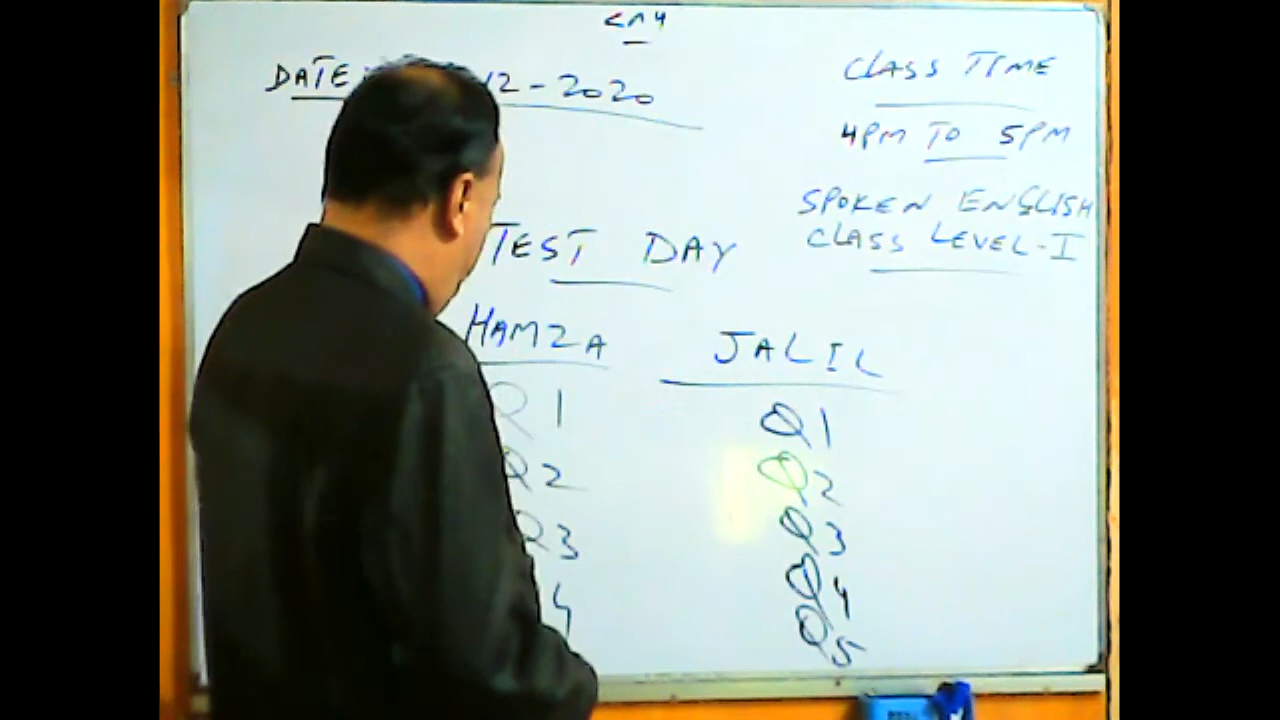 DATE 12-2020
CLASS TIME
4PM TO 5PM
SPOKEN ENGLISH
CLASS LEVEL-I
TEST DAY
HAMZA
Q1
Q2
Q3
4
JALIL
Q1
Q2
Q3
Q4
Q5